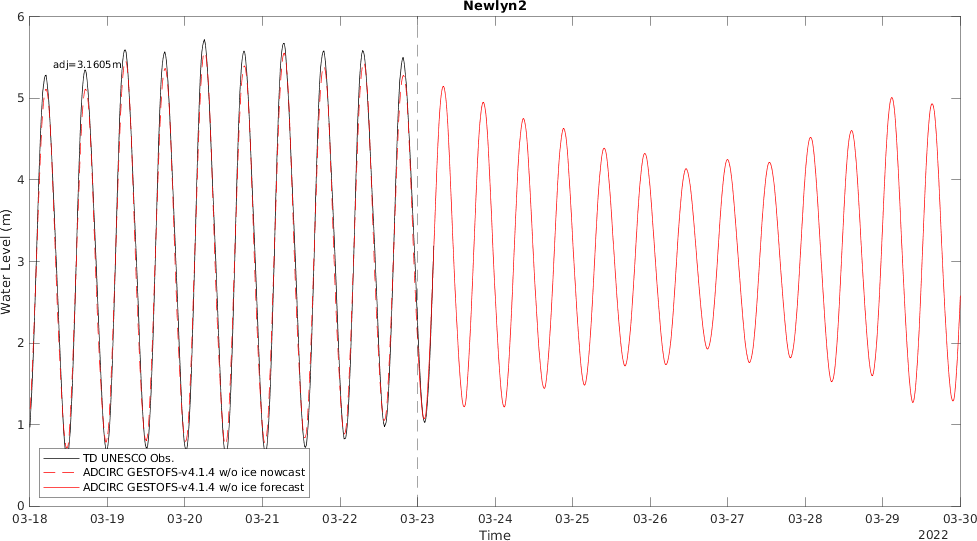 Newlyn2
6
adj=3.1605m
5
4
3
2
1
0
Water Level (m)
TD UNESCO Obs.
ADCIRC GESTOFS-v4.1.4 w/o ice nowcast
ADCIRC GESTOFS-v4.1.4 w/o ice forecast
03-18 03-19 03-20 03-21 03-22 03-23 03-24 03-25 03-26 03-27 03-28 03-29 03-30
Time
2022